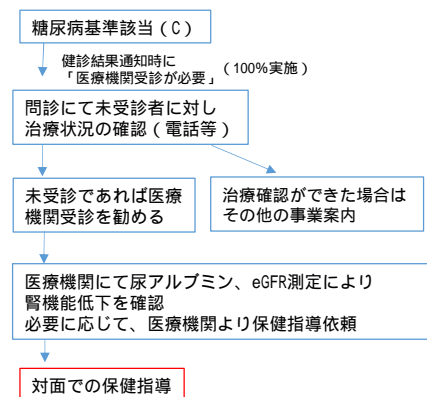 糖尿病基準該当(C)
健診結果通知時に
「医療機関受診が必要」
(100%実施)
問診にて未受診者に対し
治療状況の確認(電話等)
未受診であれば医療
機関受診を勧める
治療確認ができた場合は
その他の事業案内
医療機関にて尿アルブミン、eGFR測定により
腎機能低下を確認
必要に応じて、医療機関より保健指導依頼
対面での保健指導